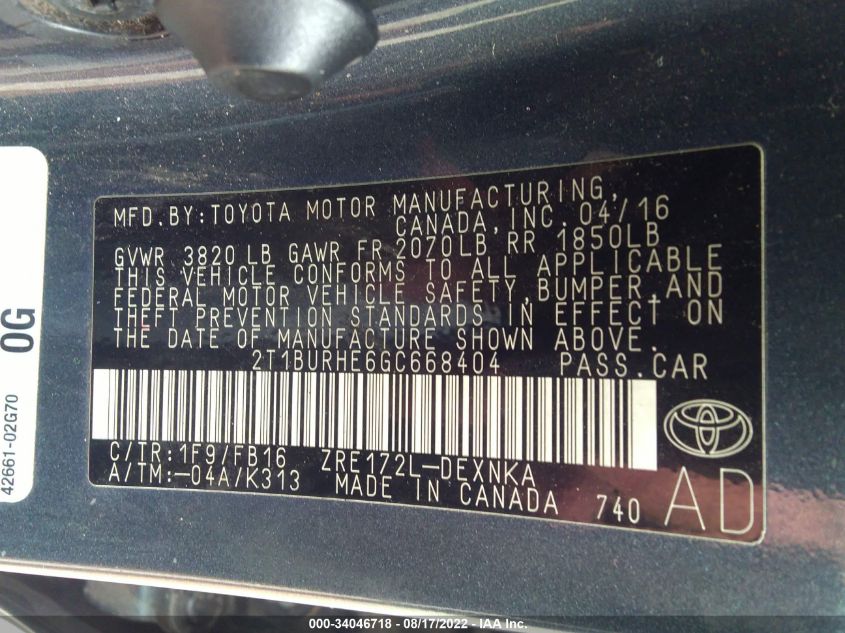 MFD.BY:TOYOTA MOTOR MANUFACTURING,
CANADA,INC.04/16
GVWR 3820 LB GAWR FR 2070LB RR 1850LB
THIS VEHICLE CONFORMS TO ALL APPLICABLE
FEDERAL MOTOR VEHICLE SAFETY,BUMPER,AND
THEFT PREVENTION STANDARDS IN EFFECT ON
THE DATE OF MANUFACTURE SHOWN ABOVE.
2T1BURHE6GC668404 PASS.CAR
C/TR:1F9/FB16 ZRE172L-DEXNKA
A/TM:-04A/K313 MADE IN CANADA 740
AD
42661-02G70
0G
000-34046718 - 08/17/2022 - IAA Inc.